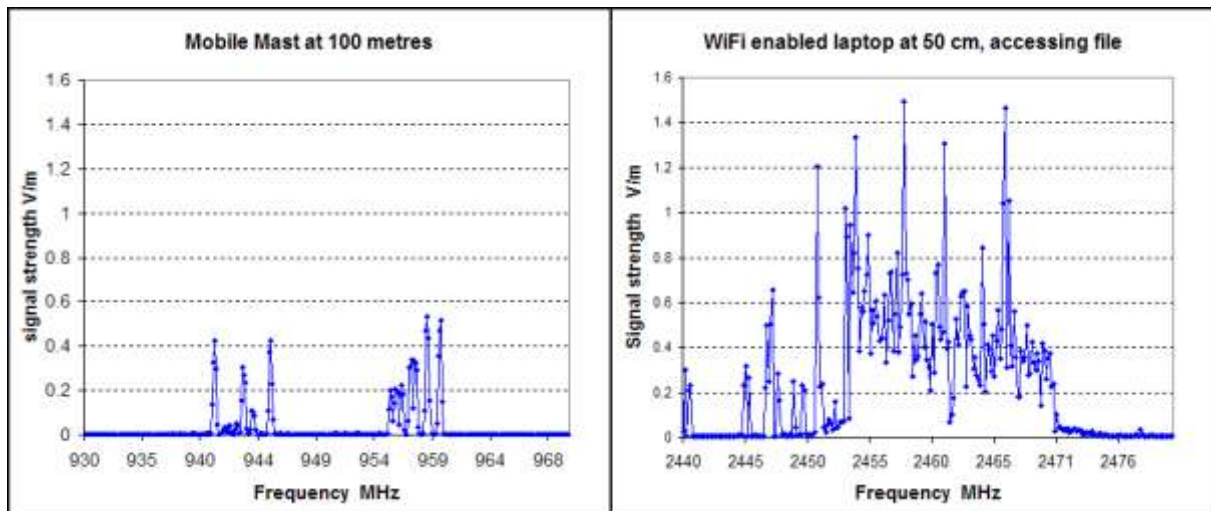 Mobile Mast at 100 metres
signal strength V/m
1.6
1.4
1.2
1
0.8
0.6
0.4
0.2
0
930 935 940 944 949 954 959 964 968
Frequency MHz
WiFi enabled laptop at 50 cm, accessing file
Signal strength V/m
1.6
1.4
1.2
1
0.8
0.6
0.4
0.2
0
2440 2445 2450 2455 2460 2465 2471 2476
Frequency MHz